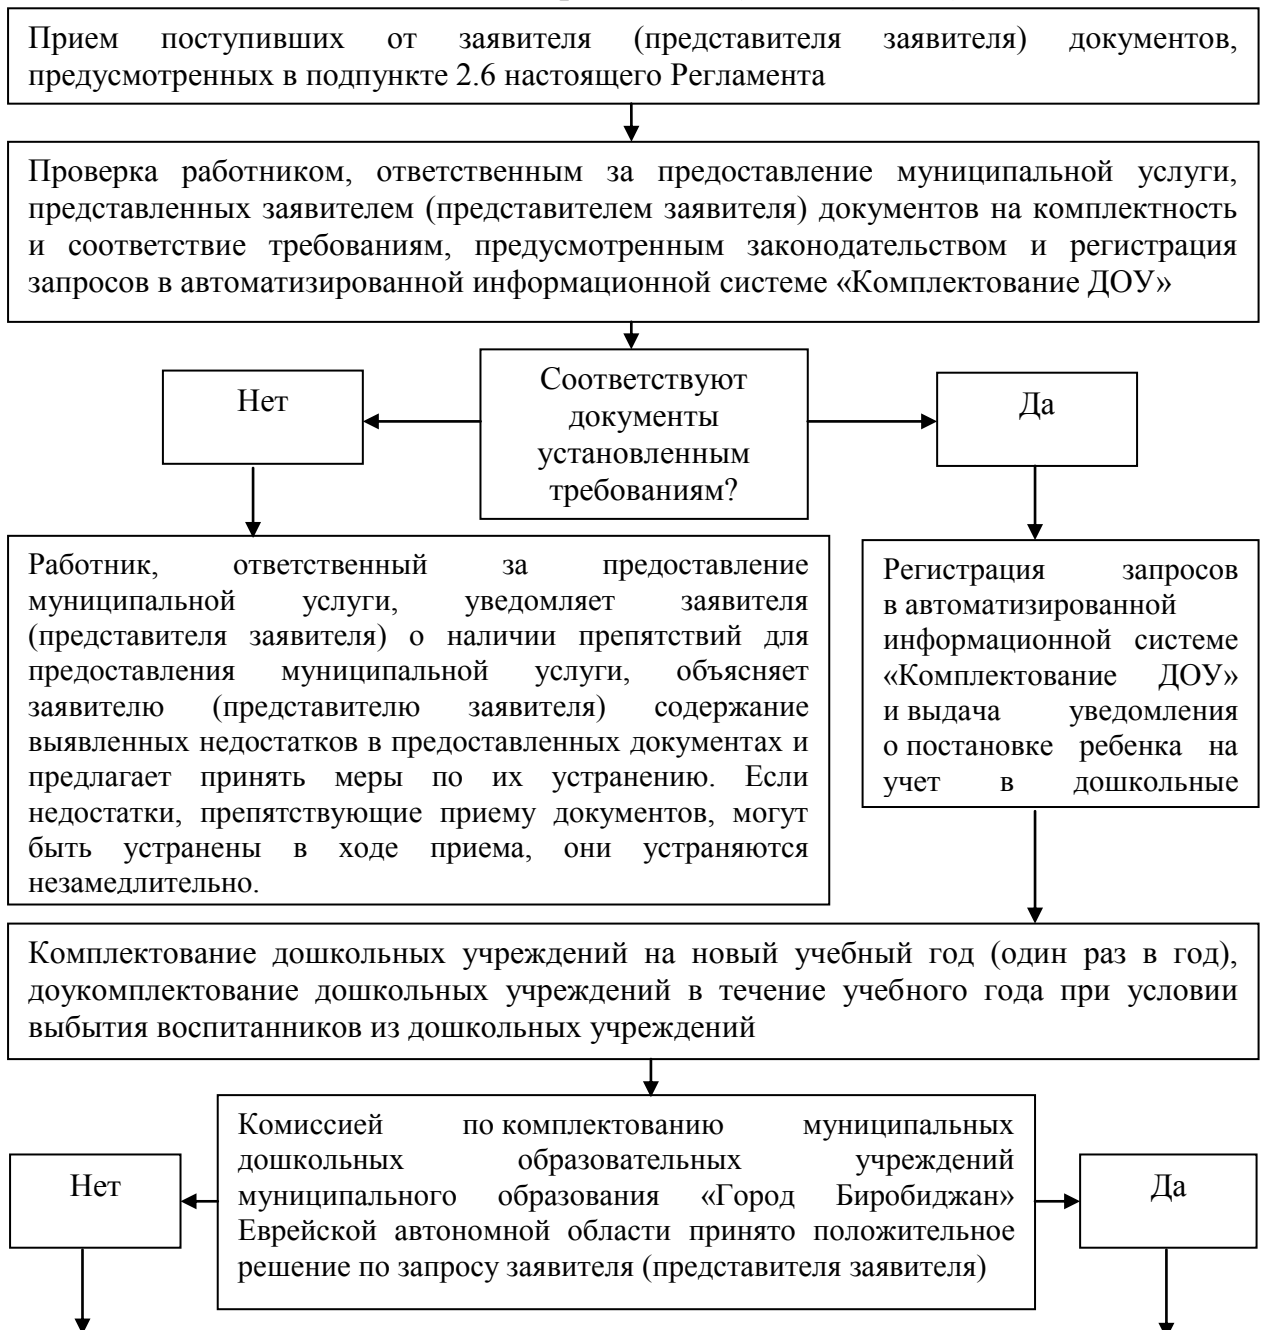 Прием поступивших от заявителя (представителя заявителя) документов,
предусмотренных в подпункте 2.6 настоящего Регламента
Проверка работником, ответственным за предоставление муниципальной услуги,
представленных заявителем (представителем заявителя) документов на комплектность
и соответствие требованиям, предусмотренным законодательством и регистрация
запросов в автоматизированной информационной системе «Комплектование ДОУ»
Нет
Соответствуют
документы
установленным
требованиям?
Да
Работник, ответственный за предоставление
муниципальной услуги, уведомляет заявителя
(представителя заявителя) о наличии препятствий для
предоставления муниципальной услуги, объясняет
заявителю (представителю заявителя) содержание
выявленных недостатков в предоставленных документах и
предлагает принять меры по их устранению. Если
недостатки, препятствующие приему документов, могут
быть устранены в ходе приема, они устраняются
незамедлительно.
Регистрация запросов
в автоматизированной
информационной системе
«Комплектование ДОУ»
и выдача уведомления
о постановке ребенка на
учет в дошкольные
Комплектование дошкольных учреждений на новый учебный год (один раз в год),
доукомплектование дошкольных учреждений в течение учебного года при условии
выбытия воспитанников из дошкольных учреждений
Нет
Комиссией по комплектованию муниципальных
дошкольных образовательных учреждений
муниципального образования «Город Биробиджан»
Еврейской автономной области принято положительное
решение по запросу заявителя (представителя заявителя)
Да